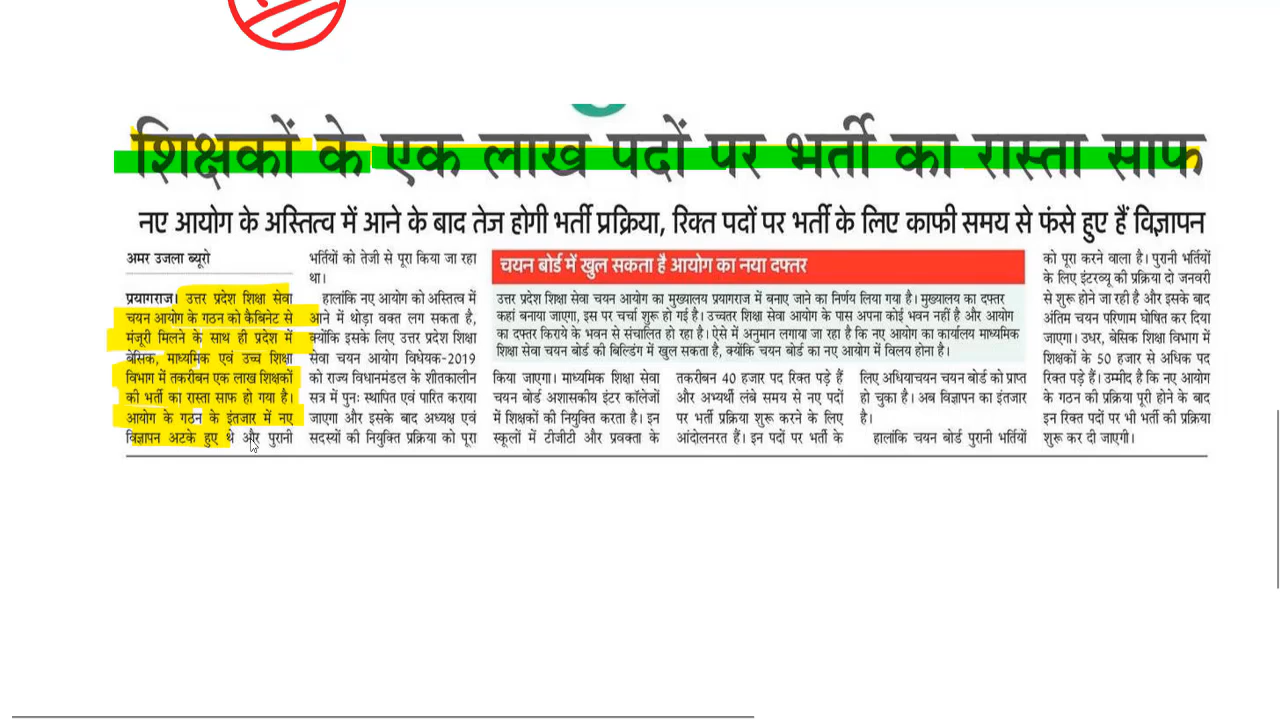 शिक्षकों के एक लाख पदों पर भर्ती का रास्ता साफ
नए आयोग के अस्तित्व में आने के बाद तेज होगी भर्ती प्रक्रिया, रिक्त पदों पर भर्ती के लिए काफी समय से फंसे हुए हैं विज्ञापन
अमर उजाला ब्यूरो
प्रयागराज। उत्तर प्रदेश शिक्षा सेवा
चयन आयोग के गठन को कैबिनेट से
मंजूरी मिलने के साथ ही प्रदेश में
बेसिक, माध्यमिक एवं उच्च शिक्षा
विभाग में तकरीबन एक लाख शिक्षकों
की भर्ती का रास्ता साफ हो गया है।
आयोग के गठन के इंतजार में नए
विज्ञापन अटके हुए थे और पुरानी
भर्तियों को तेजी से पूरा किया जा रहा
था।
हालांकि नए आयोग को अस्तित्व में
आने में थोड़ा वक्त लग सकता है,
क्योंकि इसके लिए उत्तर प्रदेश शिक्षा
सेवा चयन आयोग विधेयक-2019
को राज्य विधानमंडल के शीतकालीन
सत्र में पुनः स्थापित एवं पारित कराया
जाएगा और इसके बाद अध्यक्ष एवं
सदस्यों की नियुक्ति प्रक्रिया को पूरा
चयन बोर्ड में खुल सकता है आयोग का नया दफ्तर
उत्तर प्रदेश शिक्षा सेवा चयन आयोग का मुख्यालय प्रयागराज में बनाए जाने का निर्णय लिया गया है। मुख्यालय का दफ्तर
कहां बनाया जाएगा, इस पर चर्चा शुरू हो गई है। उच्चतर शिक्षा सेवा आयोग के पास अपना कोई भवन नहीं है और आयोग
का दफ्तर किराये के भवन से संचालित हो रहा है। ऐसे में अनुमान लगाया जा रहा है कि नए आयोग का कार्यालय माध्यमिक
शिक्षा सेवा चयन बोर्ड की बिल्डिंग में खुल सकता है, क्योंकि चयन बोर्ड का नए आयोग में विलय होना है।
किया जाएगा। माध्यमिक शिक्षा सेवा
चयन बोर्ड अशासकीय इंटर कॉलेजों
में शिक्षकों की नियुक्ति करता है। इन
स्कूलों में टीजीटी और प्रवक्ता के
तकरीबन 40 हजार पद रिक्त पड़े हैं
और अभ्यर्थी लंबे समय से नए पदों
पर भर्ती प्रक्रिया शुरू करने के लिए
आंदोलनरत हैं। इन पदों पर भर्ती के
लिए अधियाचयन चयन बोर्ड को प्राप्त
हो चुका है। अब विज्ञापन का इंतजार
है।
हालांकि चयन बोर्ड पुरानी भर्तियों
को पूरा करने वाला है। पुरानी भर्तियों
के लिए इंटरव्यू की प्रक्रिया दो जनवरी
से शुरू होने जा रही है और इसके बाद
अंतिम चयन परिणाम घोषित कर दिया
जाएगा। उधर, बेसिक शिक्षा विभाग में
शिक्षकों के 50 हजार से अधिक पद
रिक्त पड़े हैं। उम्मीद है कि नए आयोग
के गठन की प्रक्रिया पूरी होने के बाद
इन रिक्त पदों पर भी भर्ती की प्रक्रिया
शुरू कर दी जाएगी।